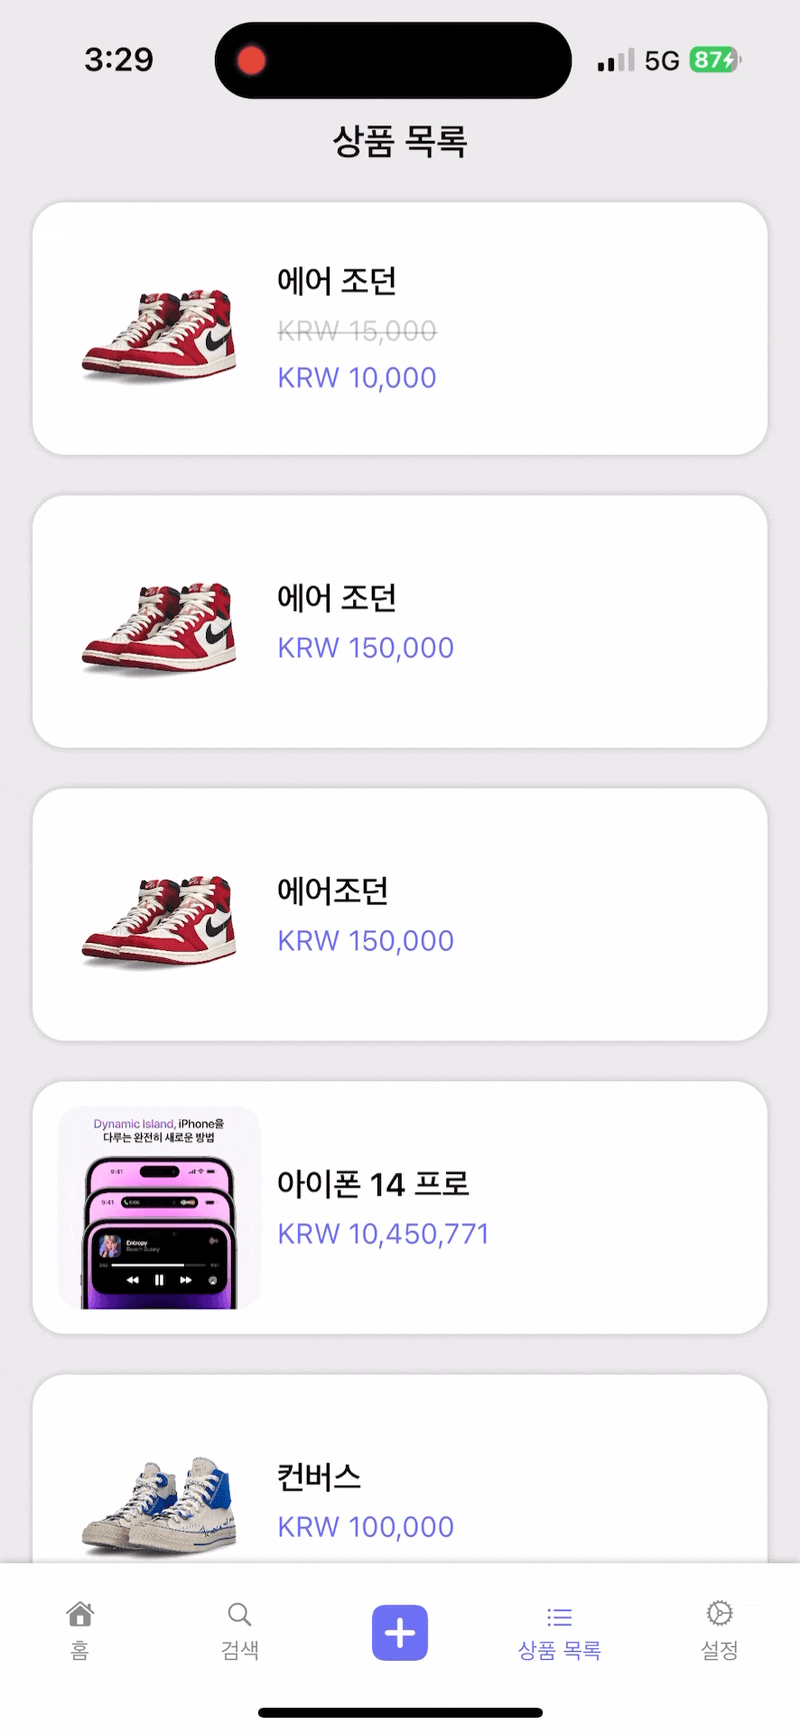 3:29
5G
87
상품 목록
에어 조던
KRW 15,000
KRW 10,000
에어 조던
KRW 150,000
에어조던
KRW 150,000
Dynamic Island, iPhone을
다루는 완전히 새로운 방법
9:41
9:41
Entropy
Beach Bunny
아이폰 14 프로
KRW 10,450,771
컨버스
KRW 100,000
홈
검색
상품 목록
설정